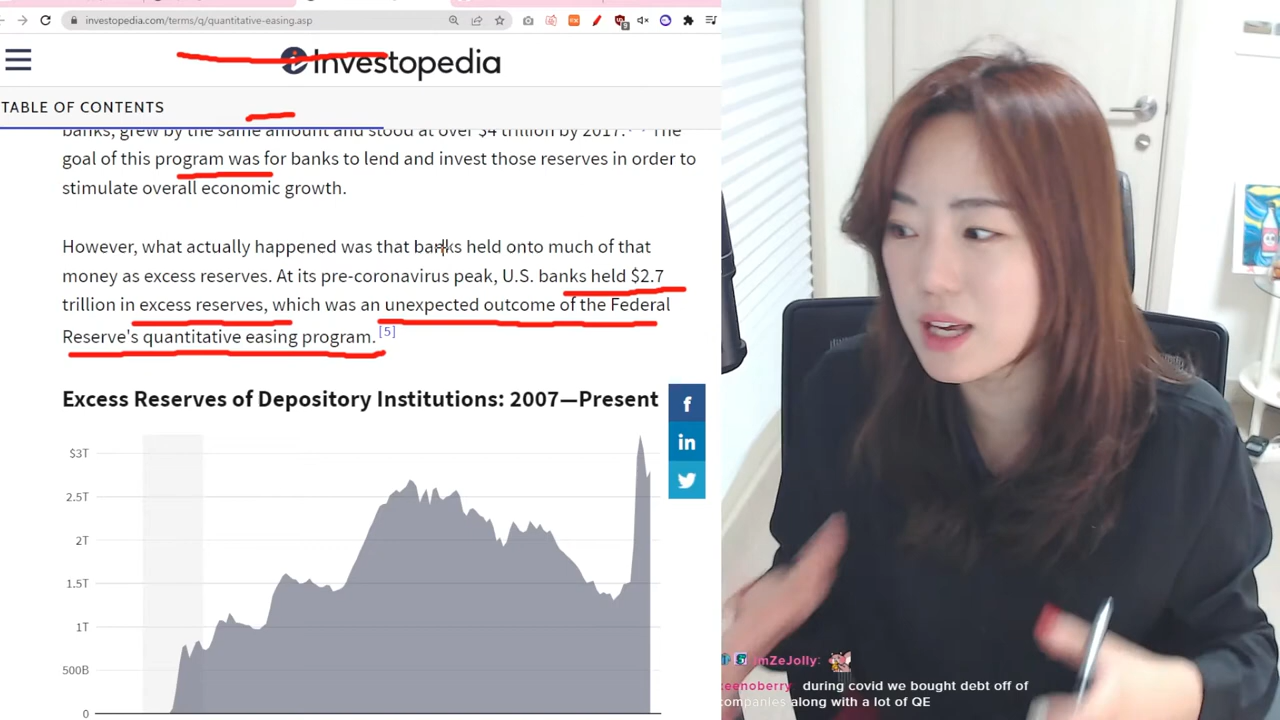 investopedia.com/terms/q/quantitative-easing.asp
Investopedia
TABLE OF CONTENTS
banks, grew by the same amount and stood at over $4 trillion by 2017. The
goal of this program was for banks to lend and invest those reserves in order to
stimulate overall economic growth.
However, what actually happened was that banks held onto much of that
money as excess reserves. At its pre-coronavirus peak, U.S. banks held $2.7
trillion in excess reserves, which was an unexpected outcome of the Federal
Reserve's quantitative easing program. [5]
Excess Reserves of Depository Institutions: 2007—Present
f
in
$3T
2.5T
2T
1.5T
1T
500B
0
ImZeJolly:
eenoberry during covid we bought debt off of
companies along with a lot of QE